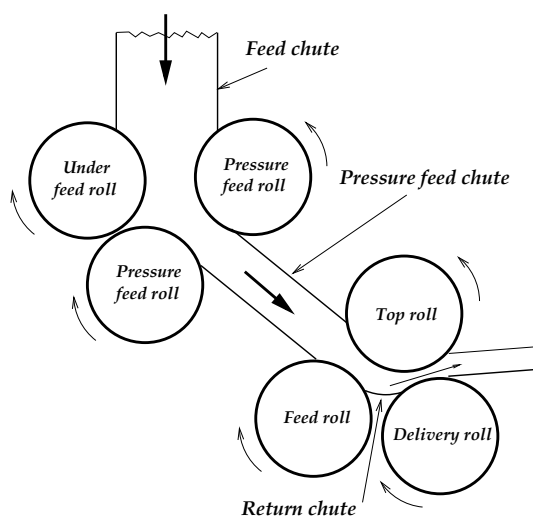 Feed chute
Under
feed roll
Pressure
feed roll
Pressure feed chute
Pressure
feed roll
Top roll
Feed roll
Delivery roll
Return chute